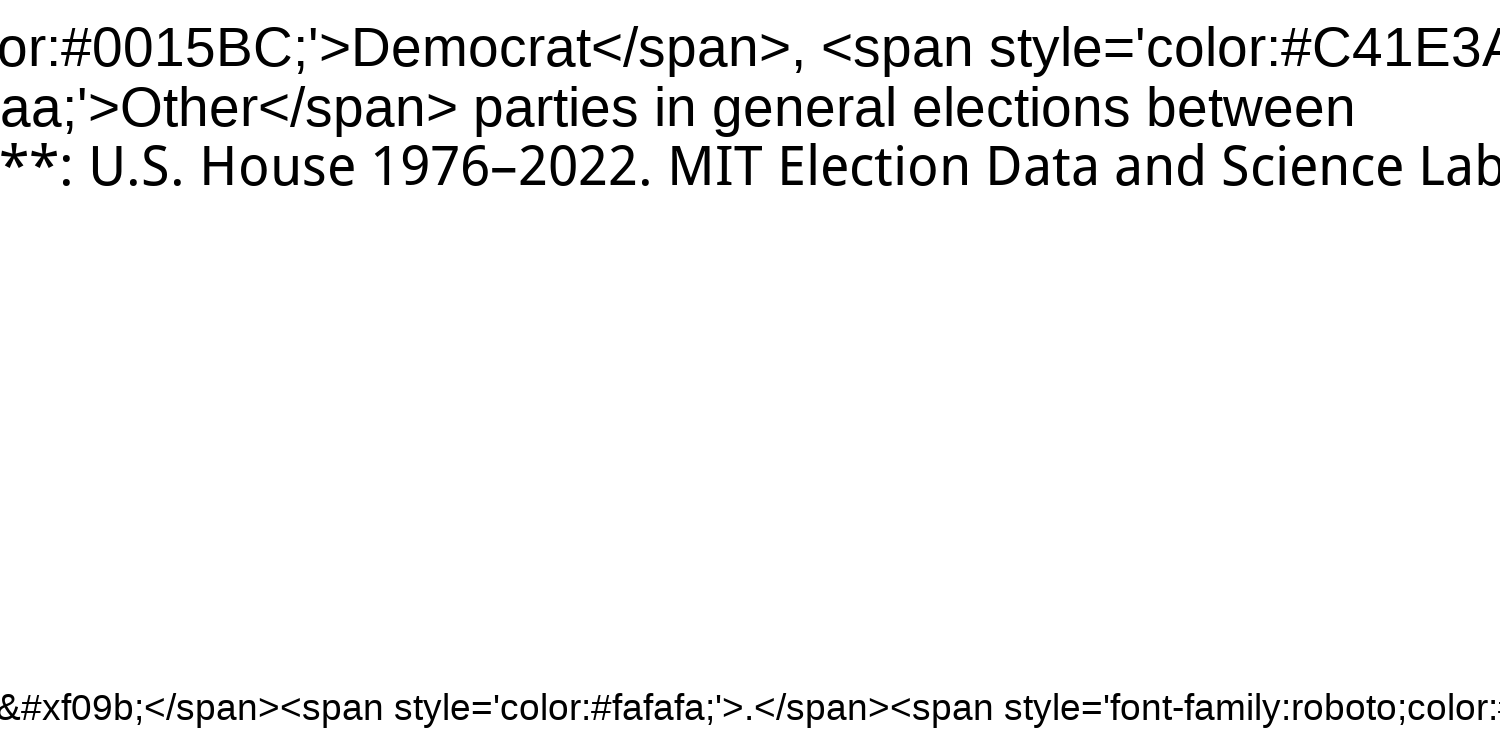 or:#0015BC;'>Democrat</span>, <span style='color:#C41E3A
aa;'>Other</span> parties in general elections between
**: U.S. House 1976–2022. MIT Election Data and Science Lab
&#xf09b;</span><span style='color:#fafafa;'>.</span><span style='font-family:roboto;color: